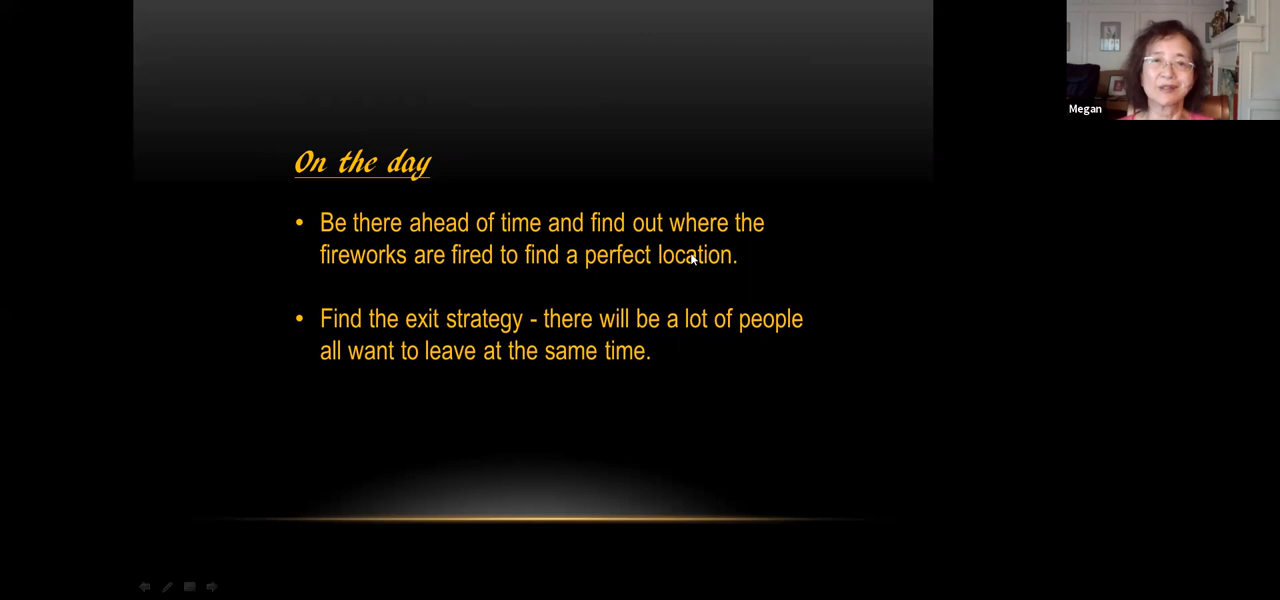 Megan
On the day
• Be there ahead of time and find out where the
fireworks are fired to find a perfect location.
• Find the exit strategy - there will be a lot of people
all want to leave at the same time.